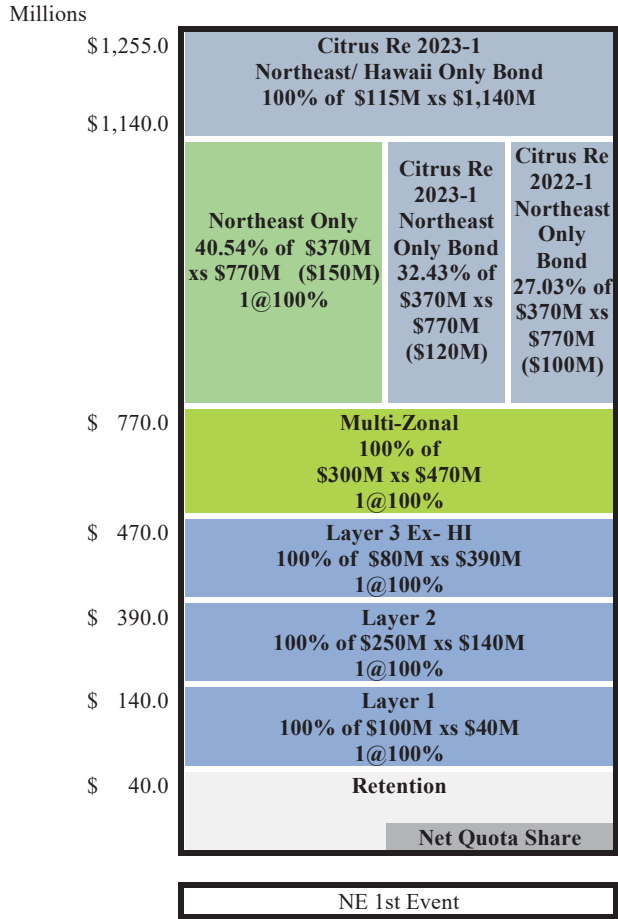 Millions
$1,255.0
Citrus Re 2023-1
Northeast/ Hawaii Only Bond
100% of $115M xs $1,140M
$1,140.0
Northeast Only
40.54% of $370M
xs $770M ($150M)
1@100%
Citrus Re
2023-1
Northeast
Only Bond
32.43% of
$370M xs
$770M
($120M)
Citrus Re
2022-1
Northeast
Only
Bond
27.03% of
$370M xs
$770M
($100M)
$ 770.0
Multi-Zonal
100% of
$300M xs $470M
1@100%
$ 470.0
Layer 3 Ex- HI
100% of $80M xs $390M
1@100%
$ 390.0
Layer 2
100% of $250M xs $140M
1@100%
$ 140.0
Layer 1
100% of $100M xs $40M
1@100%
$ 40.0
Retention
Net Quota Share
NE 1st Event